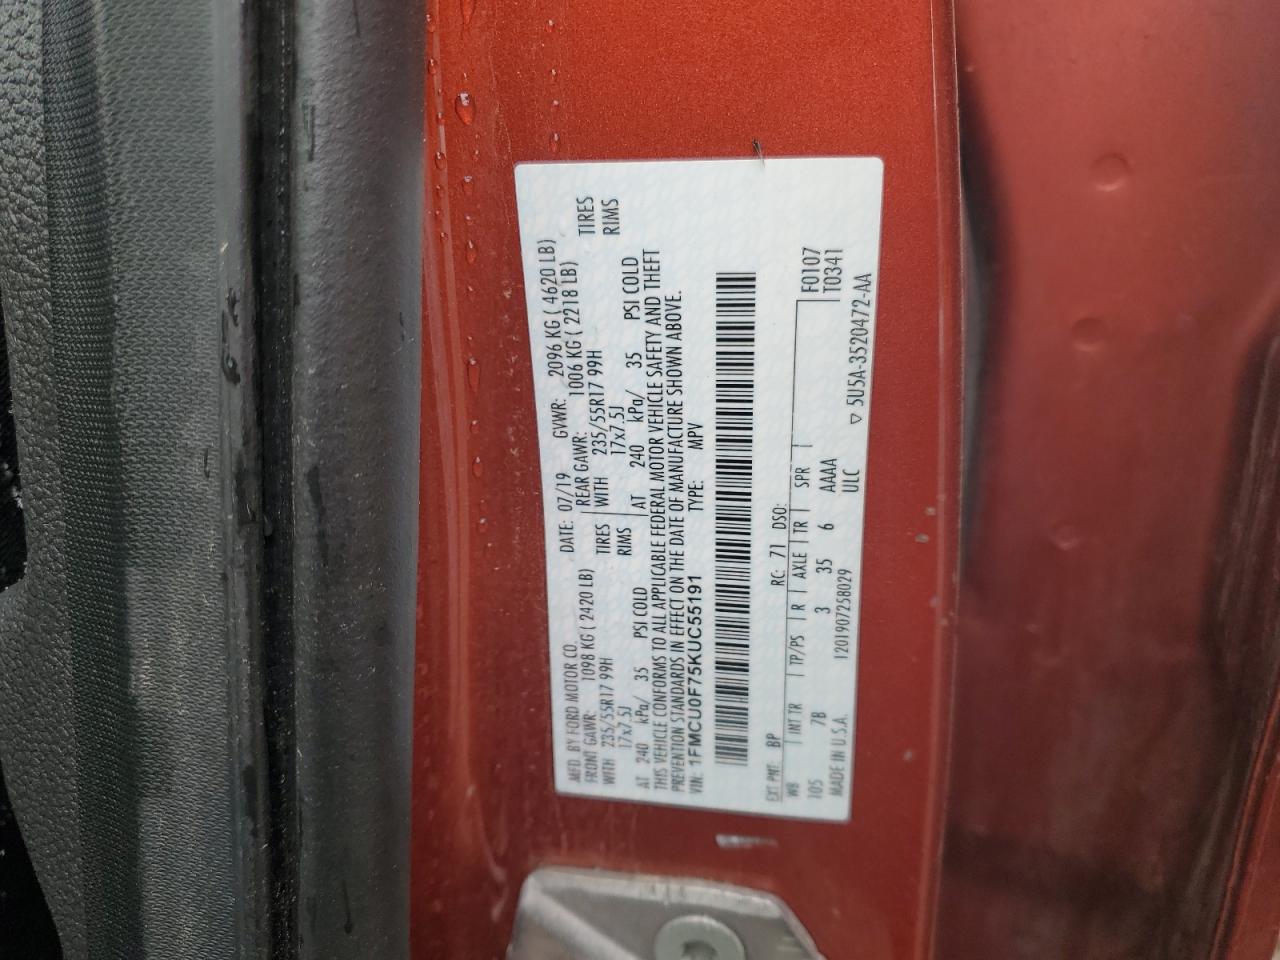 MFD. BY FORD MOTOR CO. DATE: 07/19 GVWR: 2096 KG ( 4620 LB)
FRONT GAWR: 1098 KG ( 2420 LB) REAR GAWR: 1006 KG ( 2218 LB)
WITH 235/55R17 99H TIRES WITH 235/55R17 99H TIRES
17x7.5J RIMS 17x7.5J RIMS
AT 240 kPa/ 35 PSI COLD AT 240 kPa/ 35 PSI COLD
THIS VEHICLE CONFORMS TO ALL APPLICABLE FEDERAL MOTOR VEHICLE SAFETY AND THEFT
PREVENTION STANDARDS IN EFFECT ON THE DATE OF MANUFACTURE SHOWN ABOVE.
VIN: 1FMCU0F75KUC55191 TYPE: MPV
EXT PNT: BP RC: 71 DSO:
WB INT TR TP/PS R AXLE TR SPR F0107
105 7B 3 35 6 AAAA T0341
MADE IN U.S.A. 1201907258029 ULC ▽ 5U5A-3520472-AA